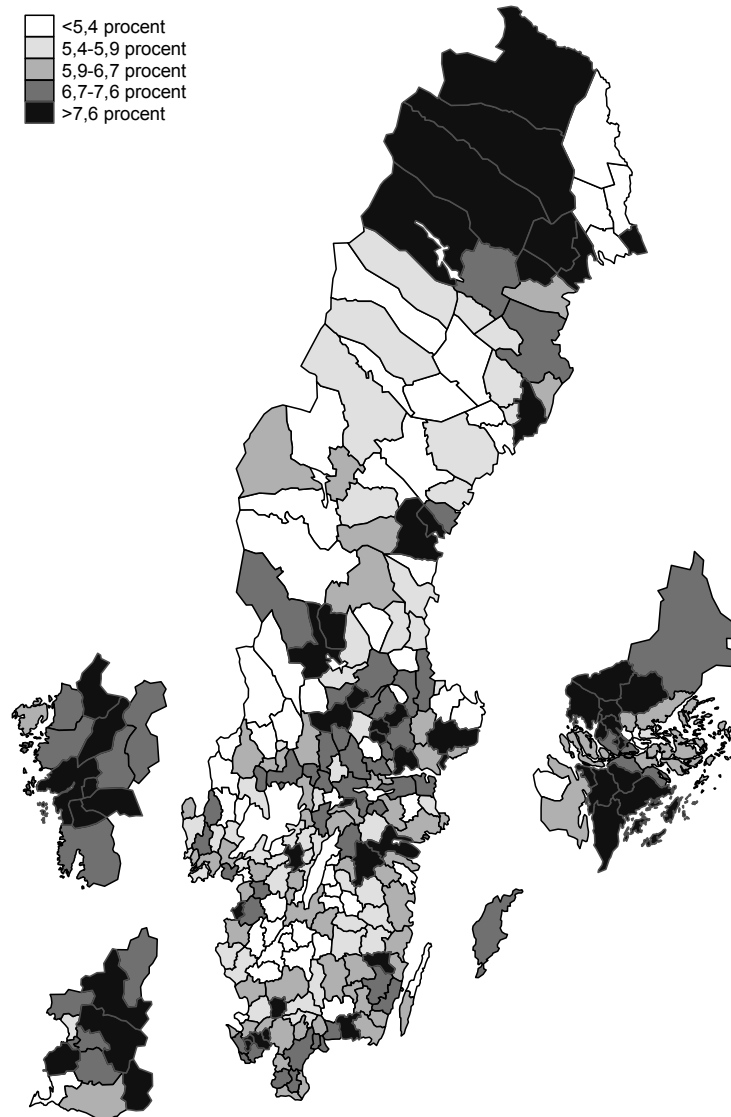 <5,4 procent
5,4-5,9 procent
5,9-6,7 procent
6,7-7,6 procent
>7,6 procent